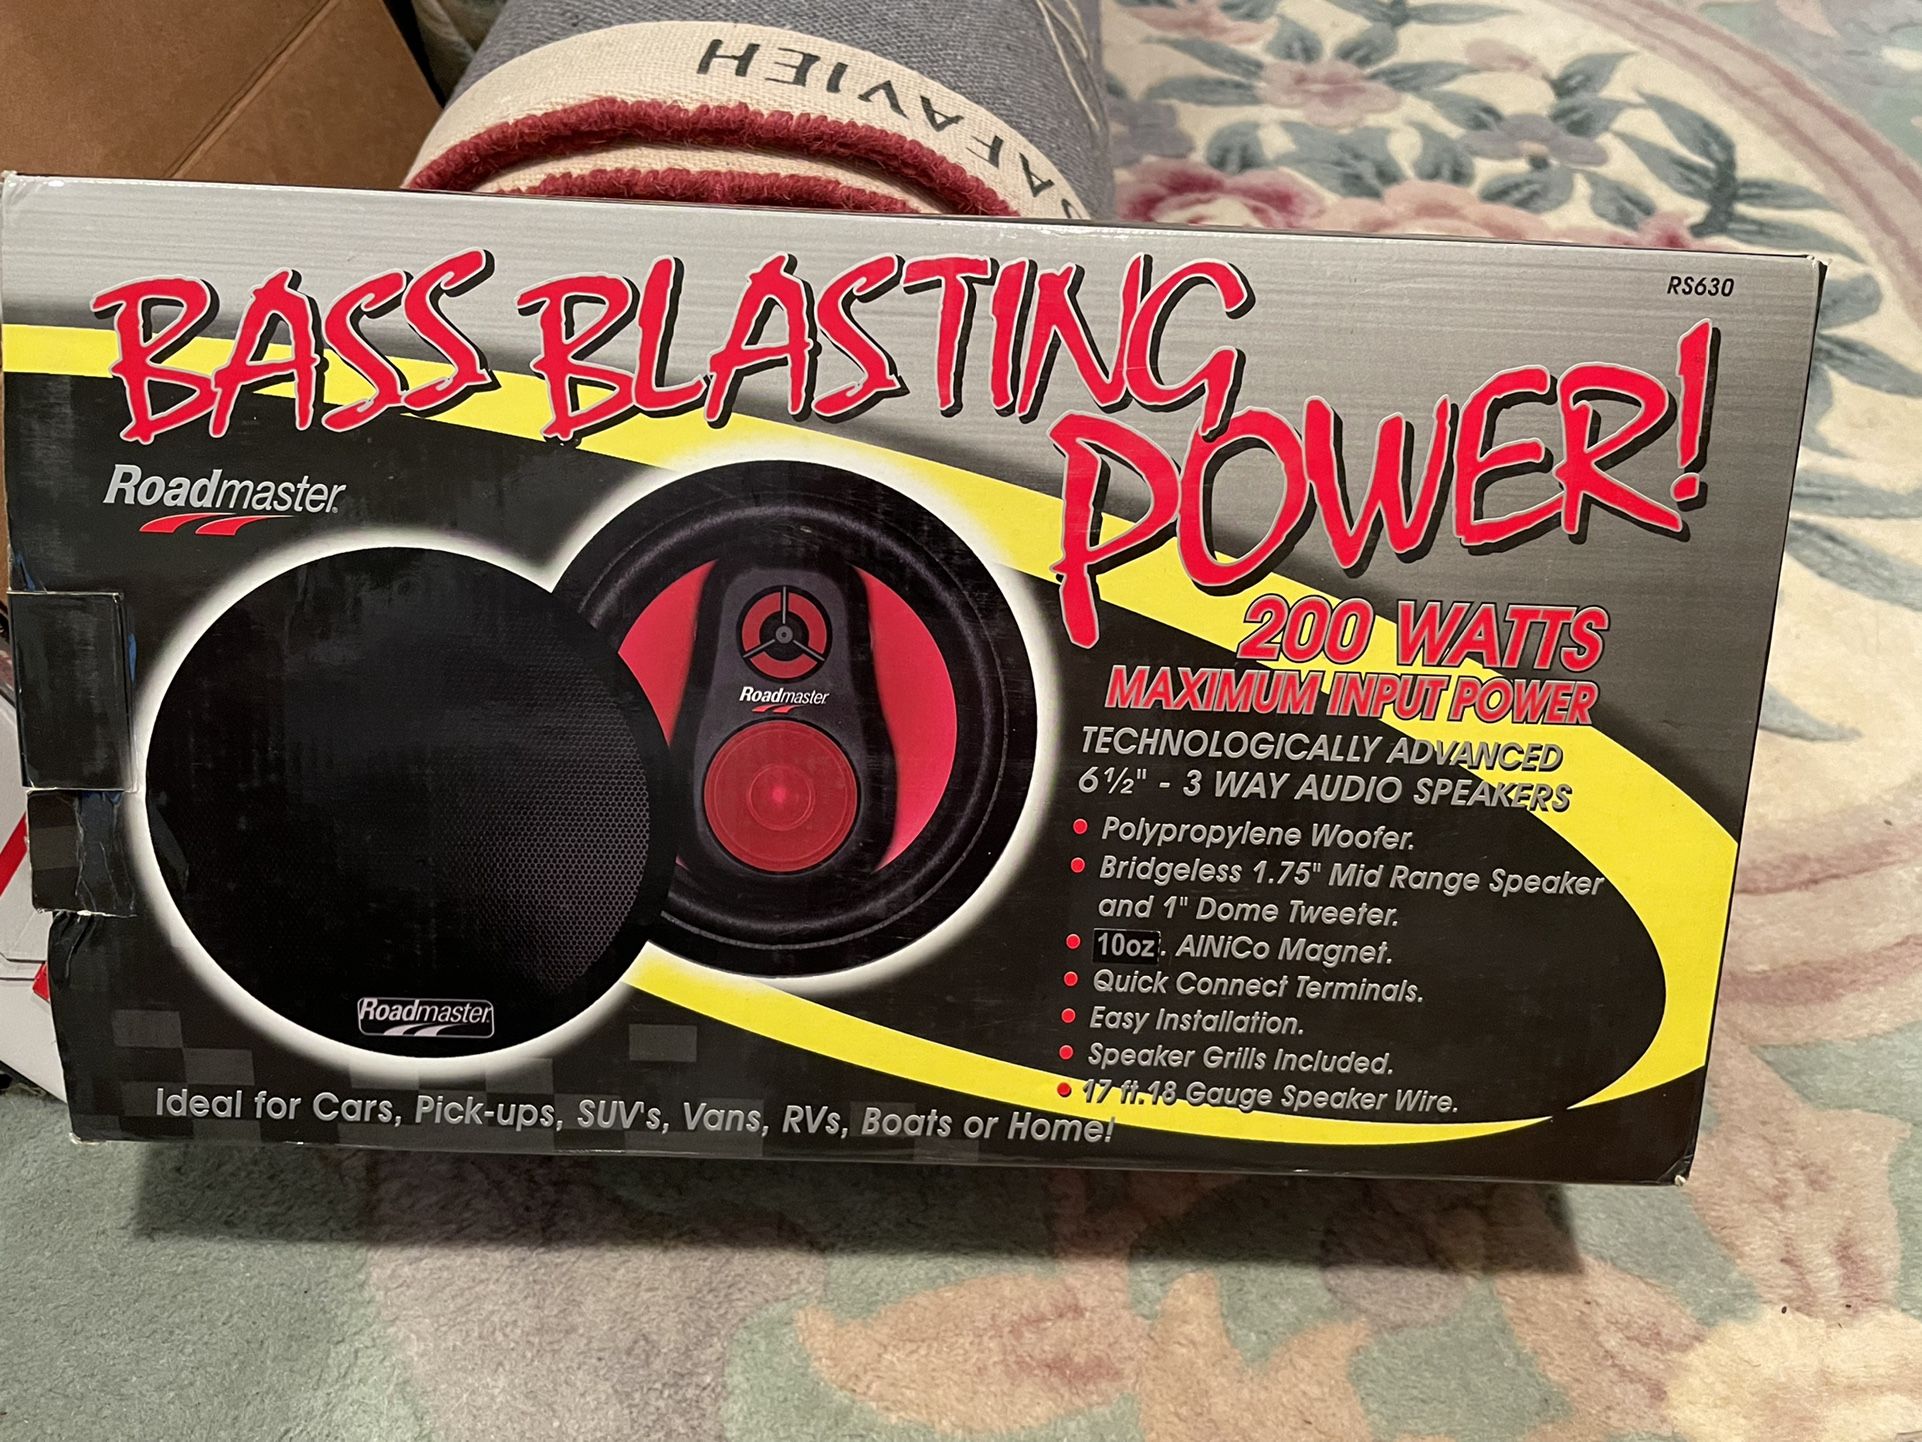 SAFAVIEH
RS630
BASS BLASTING
POWER!
Roadmaster
Roadmaster
Roadmaster
200 WATTS
MAXIMUM INPUT POWER
TECHNOLOGICALLY ADVANCED
6½" - 3 WAY AUDIO SPEAKERS
• Polypropylene Woofer.
• Bridgeless 1.75" Mid Range Speaker
and 1" Dome Tweeter.
• 10oz. AlNiCo Magnet.
• Quick Connect Terminals.
• Easy Installation.
• Speaker Grills Included.
• 17 ft.18 Gauge Speaker Wire.
Ideal for Cars, Pick-ups, SUV's, Vans, RVs, Boats or Home!